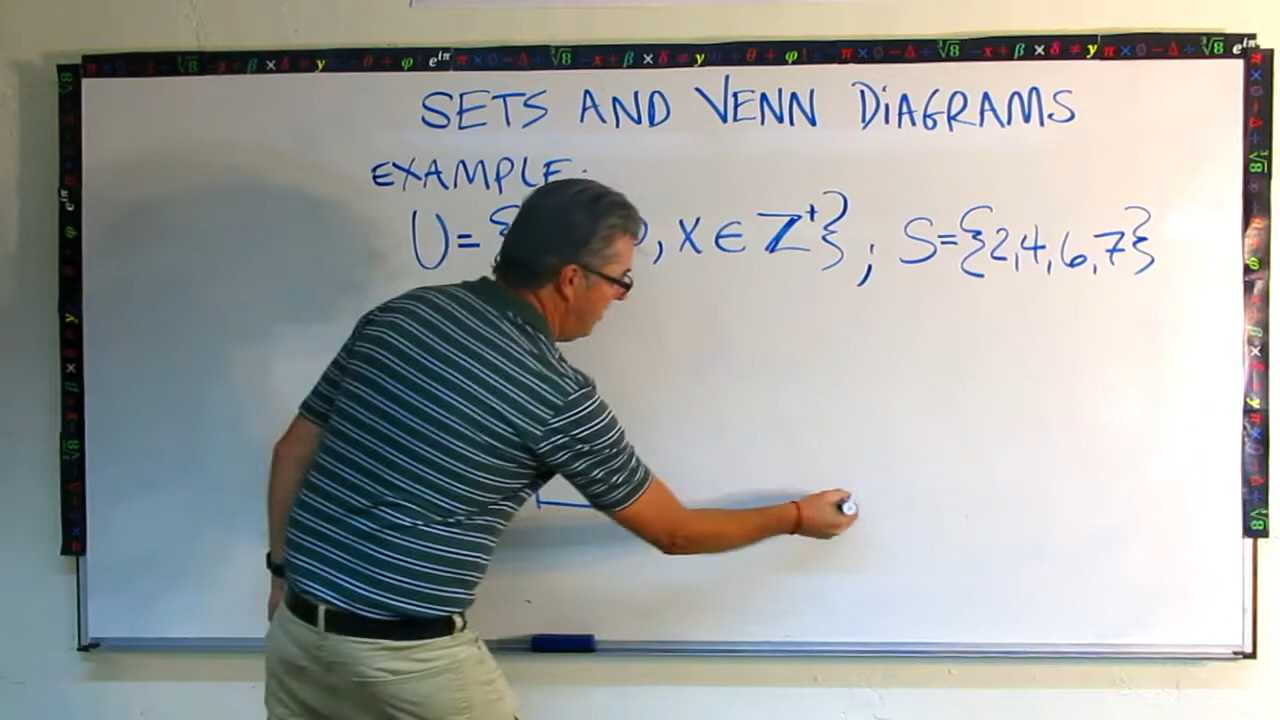 SETS AND VENN DIAGRAMS
EXAMPLE:
U = { , X ∈ Z⁺} ; S={2,4,6,7}